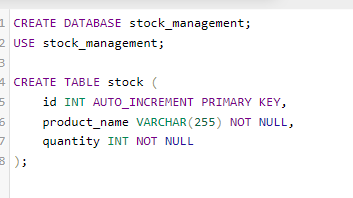 1 CREATE DATABASE stock_management;
2 USE stock_management;
3
4 CREATE TABLE stock (
5     id INT AUTO_INCREMENT PRIMARY KEY,
6     product_name VARCHAR(255) NOT NULL,
7     quantity INT NOT NULL
8 );